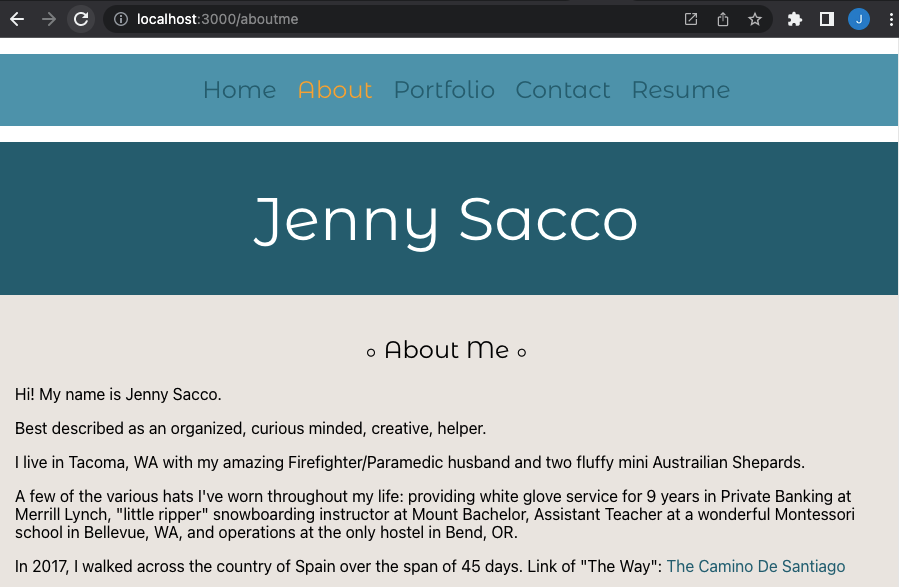 localhost:3000/aboutme
J
Home About Portfolio Contact Resume
Jenny Sacco
About Me
Hi! My name is Jenny Sacco.
Best described as an organized, curious minded, creative, helper.
I live in Tacoma, WA with my amazing Firefighter/Paramedic husband and two fluffy mini Austrailian Shepards.
A few of the various hats I've worn throughout my life: providing white glove service for 9 years in Private Banking at
Merrill Lynch, "little ripper" snowboarding instructor at Mount Bachelor, Assistant Teacher at a wonderful Montessori
school in Bellevue, WA, and operations at the only hostel in Bend, OR.
In 2017, I walked across the country of Spain over the span of 45 days. Link of "The Way": The Camino De Santiago